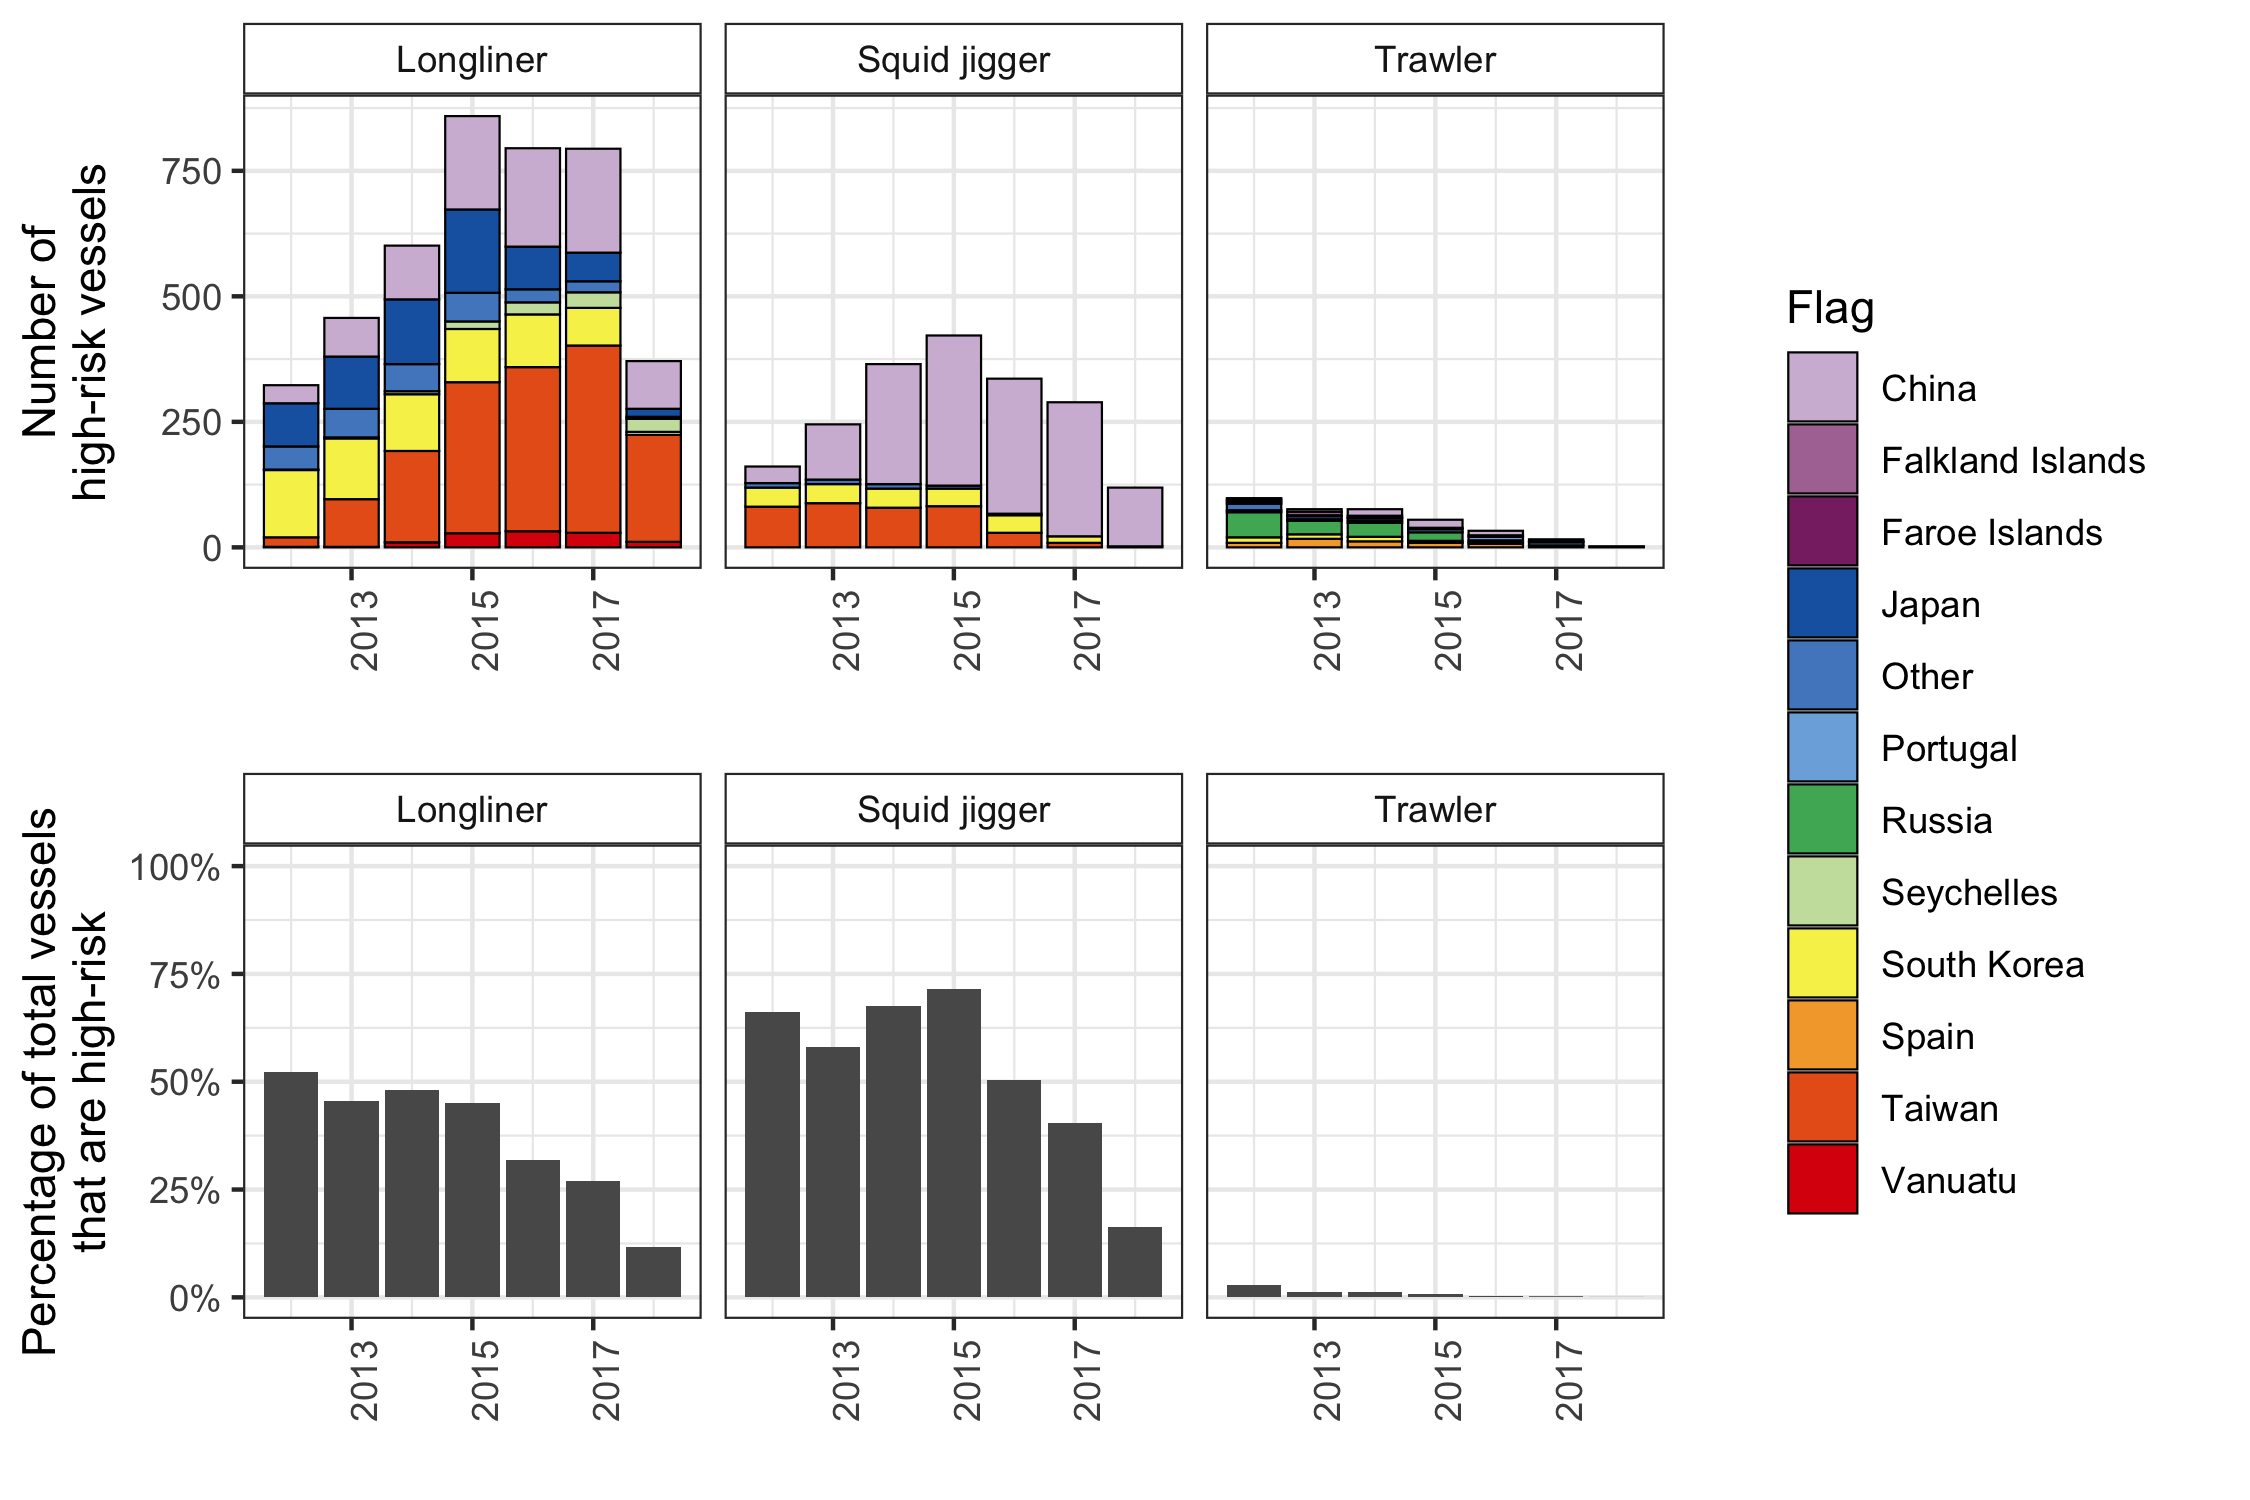 Longliner
Squid jigger
Trawler
Number of
high-risk vessels
750
500
250
0
2013
2015
2017
2013
2015
2017
2013
2015
2017
Longliner
Squid jigger
Trawler
Percentage of total vessels
that are high-risk
100%
75%
50%
25%
0%
2013
2015
2017
2013
2015
2017
2013
2015
2017
Flag
China
Falkland Islands
Faroe Islands
Japan
Other
Portugal
Russia
Seychelles
South Korea
Spain
Taiwan
Vanuatu